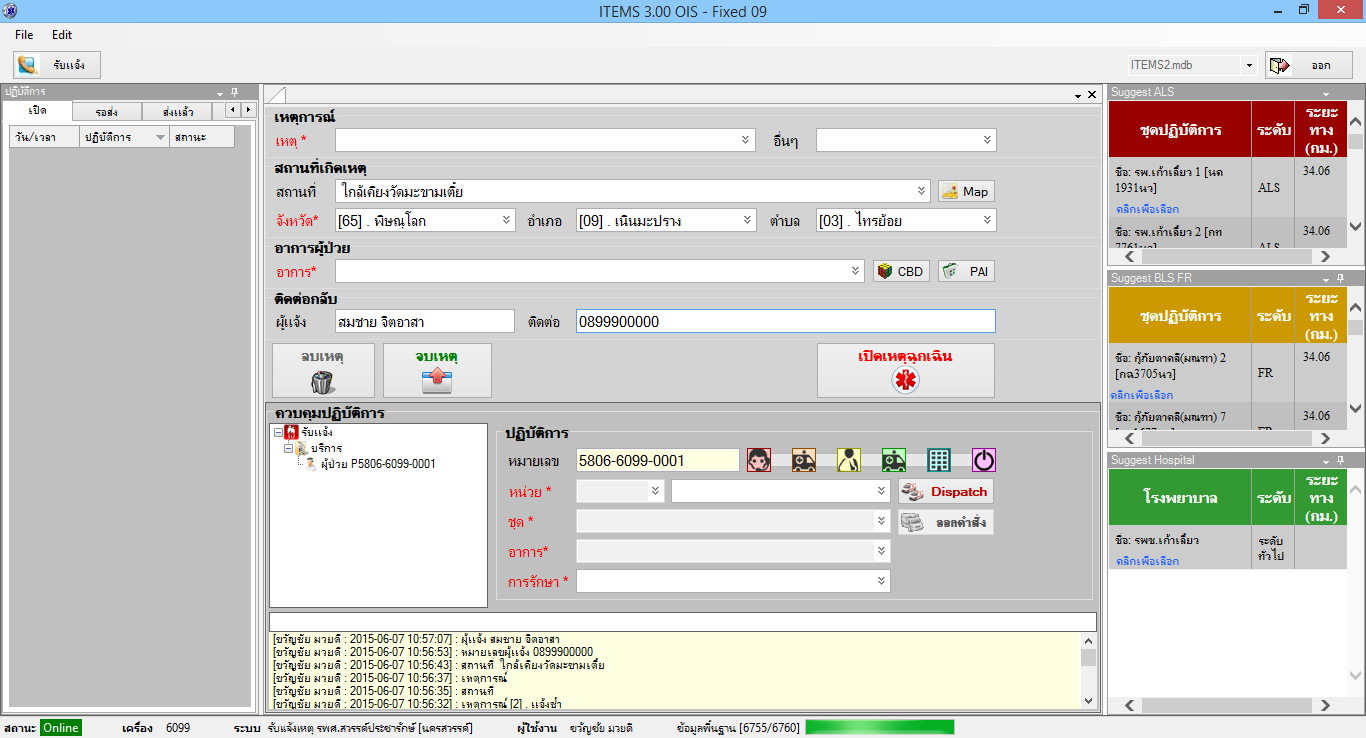 ITEMS 3.00 OIS - Fixed 09
File Edit
รับแจ้ง
ITEMS2.mdb
ออก
ปฏิบัติการ
เปิด รอส่ง ส่งแล้ว
วัน/เวลา ปฏิบัติการ สถานะ
เหตุการณ์
เหตุ * อื่นๆ
สถานที่เกิดเหตุ
สถานที่ ใกล้เคียงวัดมะขามเตี้ย Map
จังหวัด* [65] . พิษณุโลก อำเภอ [09] . เนินมะปราง ตำบล [03] . ไทรย้อย
อาการผู้ป่วย
อาการ* CBD PAI
ติดต่อกลับ
ผู้แจ้ง สมชาย จิตอาสา ติดต่อ 0899900000
ลบเหตุ จบเหตุ เปิดเหตุฉุกเฉิน
ควบคุมปฏิบัติการ
รับแจ้ง
บริการ
ผู้ป่วย P5806-6099-0001
ปฏิบัติการ
หมายเลข 5806-6099-0001
หน่วย * Dispatch
ชุด * ออกคำสั่ง
อาการ*
การรักษา *
[ขวัญชัย มวยดี : 2015-06-07 10:57:07] : ผู้แจ้ง สมชาย จิตอาสา
[ขวัญชัย มวยดี : 2015-06-07 10:56:53] : หมายเลขผู้แจ้ง 0899900000
[ขวัญชัย มวยดี : 2015-06-07 10:56:43] : สถานที่ ใกล้เคียงวัดมะขามเตี้ย
[ขวัญชัย มวยดี : 2015-06-07 10:56:37] : เหตุการณ์
[ขวัญชัย มวยดี : 2015-06-07 10:56:35] : สถานที่
[ขวัญชัย มวยดี : 2015-06-07 10:56:32] : เหตุการณ์ [2] . แจ้งซ้ำ
Suggest ALS
ชุดปฏิบัติการ ระดับ ระยะ
ทาง
(กม.)
ชื่อ: รพ.เก้าเลี้ยว 1 [นค 34.06
1931นว] ALS
คลิกเพื่อเลือก
ชื่อ: รพ.เก้าเลี้ยว 2 [กท 34.06
7761นว] ALS
Suggest BLS FR
ชุดปฏิบัติการ ระดับ ระยะ
ทาง
(กม.)
ชื่อ: กู้ภัยตาคลี(มณฑา) 2 34.06
[กฉ3705นว] FR
คลิกเพื่อเลือก
ชื่อ: กู้ภัยตาคลี(มณฑา) 7 34.06
FR
Suggest Hospital
โรงพยาบาล ระดับ ระยะ
ทาง
(กม.)
ชื่อ: รพช.เก้าเลี้ยว ระดับ
ทั่วไป
คลิกเพื่อเลือก
สถานะ Online เครื่อง 6099 ระบบ รับแจ้งเหตุ รพศ.สวรรค์ประชารักษ์ [นครสวรรค์] ผู้ใช้งาน ขวัญชัย มวยดี ข้อมูลพื้นฐาน [6755/6760]